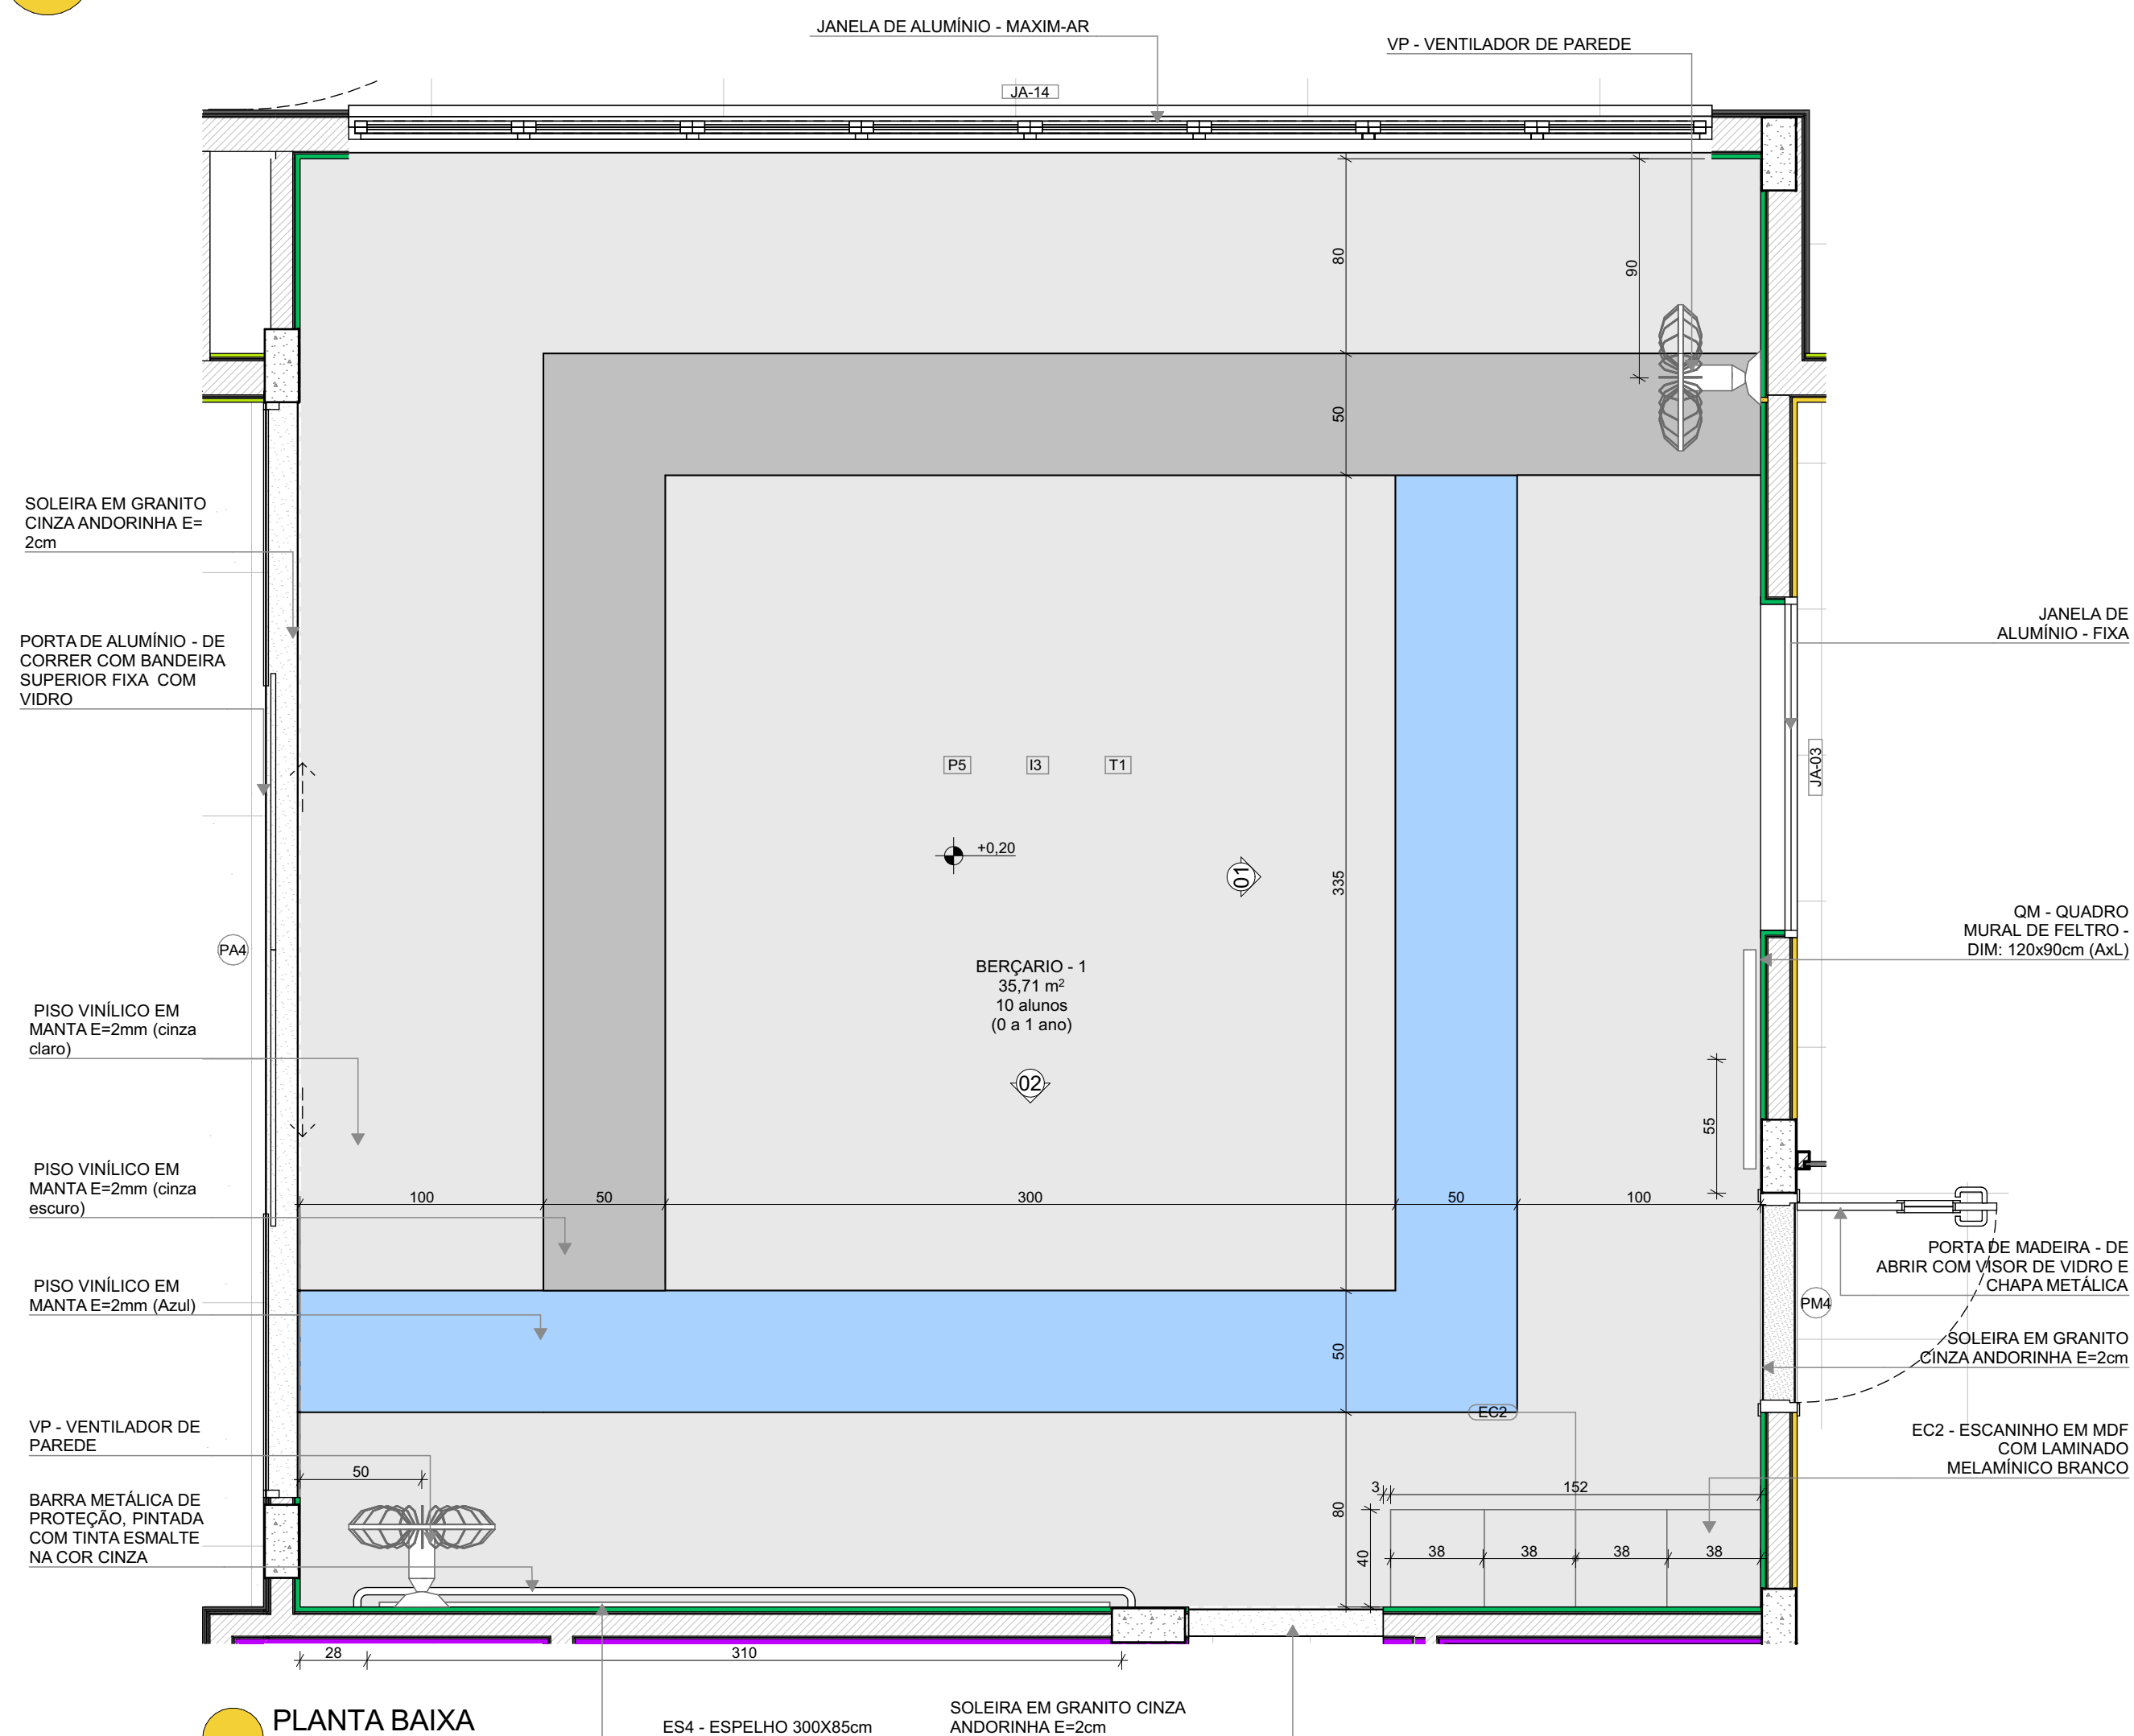 JANELA DE ALUMÍNIO - MAXIM-AR
VP - VENTILADOR DE PAREDE
JA-14
80
90
50
SOLEIRA EM GRANITO
CINZA ANDORINHA E=
2cm
PORTA DE ALUMÍNIO - DE
CORRER COM BANDEIRA
SUPERIOR FIXA COM
VIDRO
JANELA DE
ALUMÍNIO - FIXA
JA-03
P5
I3
T1
+0,20
01
335
PA4
QM - QUADRO
MURAL DE FELTRO -
DIM: 120x90cm (AxL)
BERÇARIO - 1
35,71 m²
10 alunos
(0 a 1 ano)
02
PISO VINÍLICO EM
MANTA E=2mm (cinza
claro)
55
PISO VINÍLICO EM
MANTA E=2mm (cinza
escuro)
100
50
300
50
100
PORTA DE MADEIRA - DE
ABRIR COM VISOR DE VIDRO E
CHAPA METÁLICA
PM4
PISO VINÍLICO EM
MANTA E=2mm (Azul)
50
SOLEIRA EM GRANITO
CINZA ANDORINHA E=2cm
EC2
VP - VENTILADOR DE
PAREDE
EC2 - ESCANINHO EM MDF
COM LAMINADO
MELAMÍNICO BRANCO
50
3
152
80
40
38
38
38
38
BARRA METÁLICA DE
PROTEÇÃO, PINTADA
COM TINTA ESMALTE
NA COR CINZA
28
310
PLANTA BAIXA
ES4 - ESPELHO 300X85cm
SOLEIRA EM GRANITO CINZA
ANDORINHA E=2cm